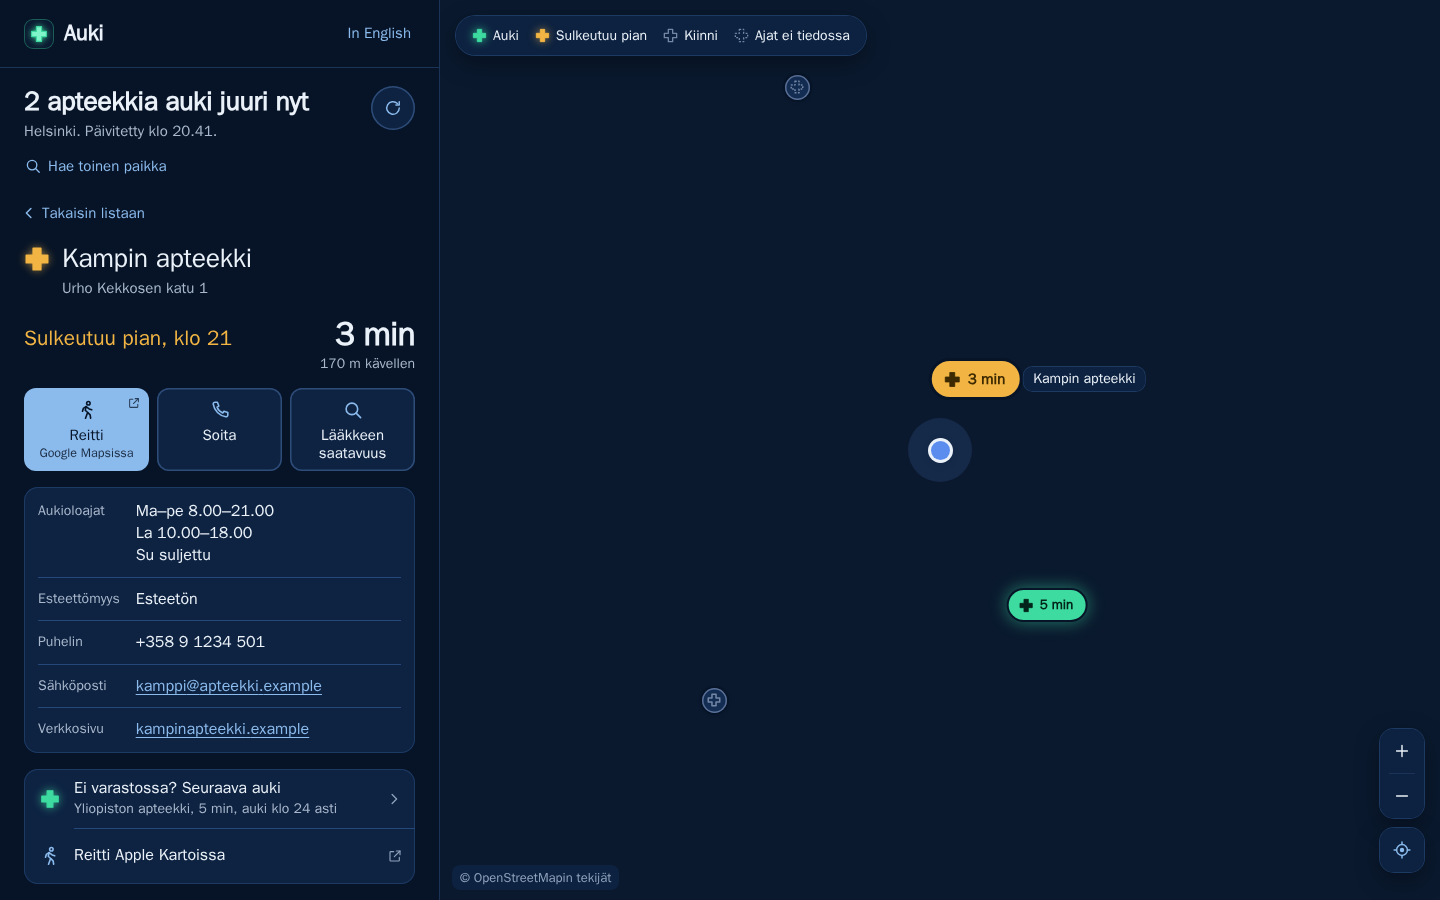 Auki
In English
2 apteekkia auki juuri nyt
Helsinki. Päivitetty klo 20.41.
Hae toinen paikka
Takaisin listaan
Kampin apteekki
Urho Kekkosen katu 1
Sulkeutuu pian, klo 21
3 min
170 m kävellen
Reitti
Google Mapsissa
Soita
Lääkkeen
saatavuus
Aukioloajat
Ma–pe 8.00–21.00
La 10.00–18.00
Su suljettu
Esteettömyys
Esteetön
Puhelin
+358 9 1234 501
Sähköposti
kamppi@apteekki.example
Verkkosivu
kampinapteekki.example
Ei varastossa? Seuraava auki
Yliopiston apteekki, 5 min, auki klo 24 asti
Reitti Apple Kartoissa
Auki
Sulkeutuu pian
Kiinni
Ajat ei tiedossa
3 min
Kampin apteekki
5 min
© OpenStreetMapin tekijät